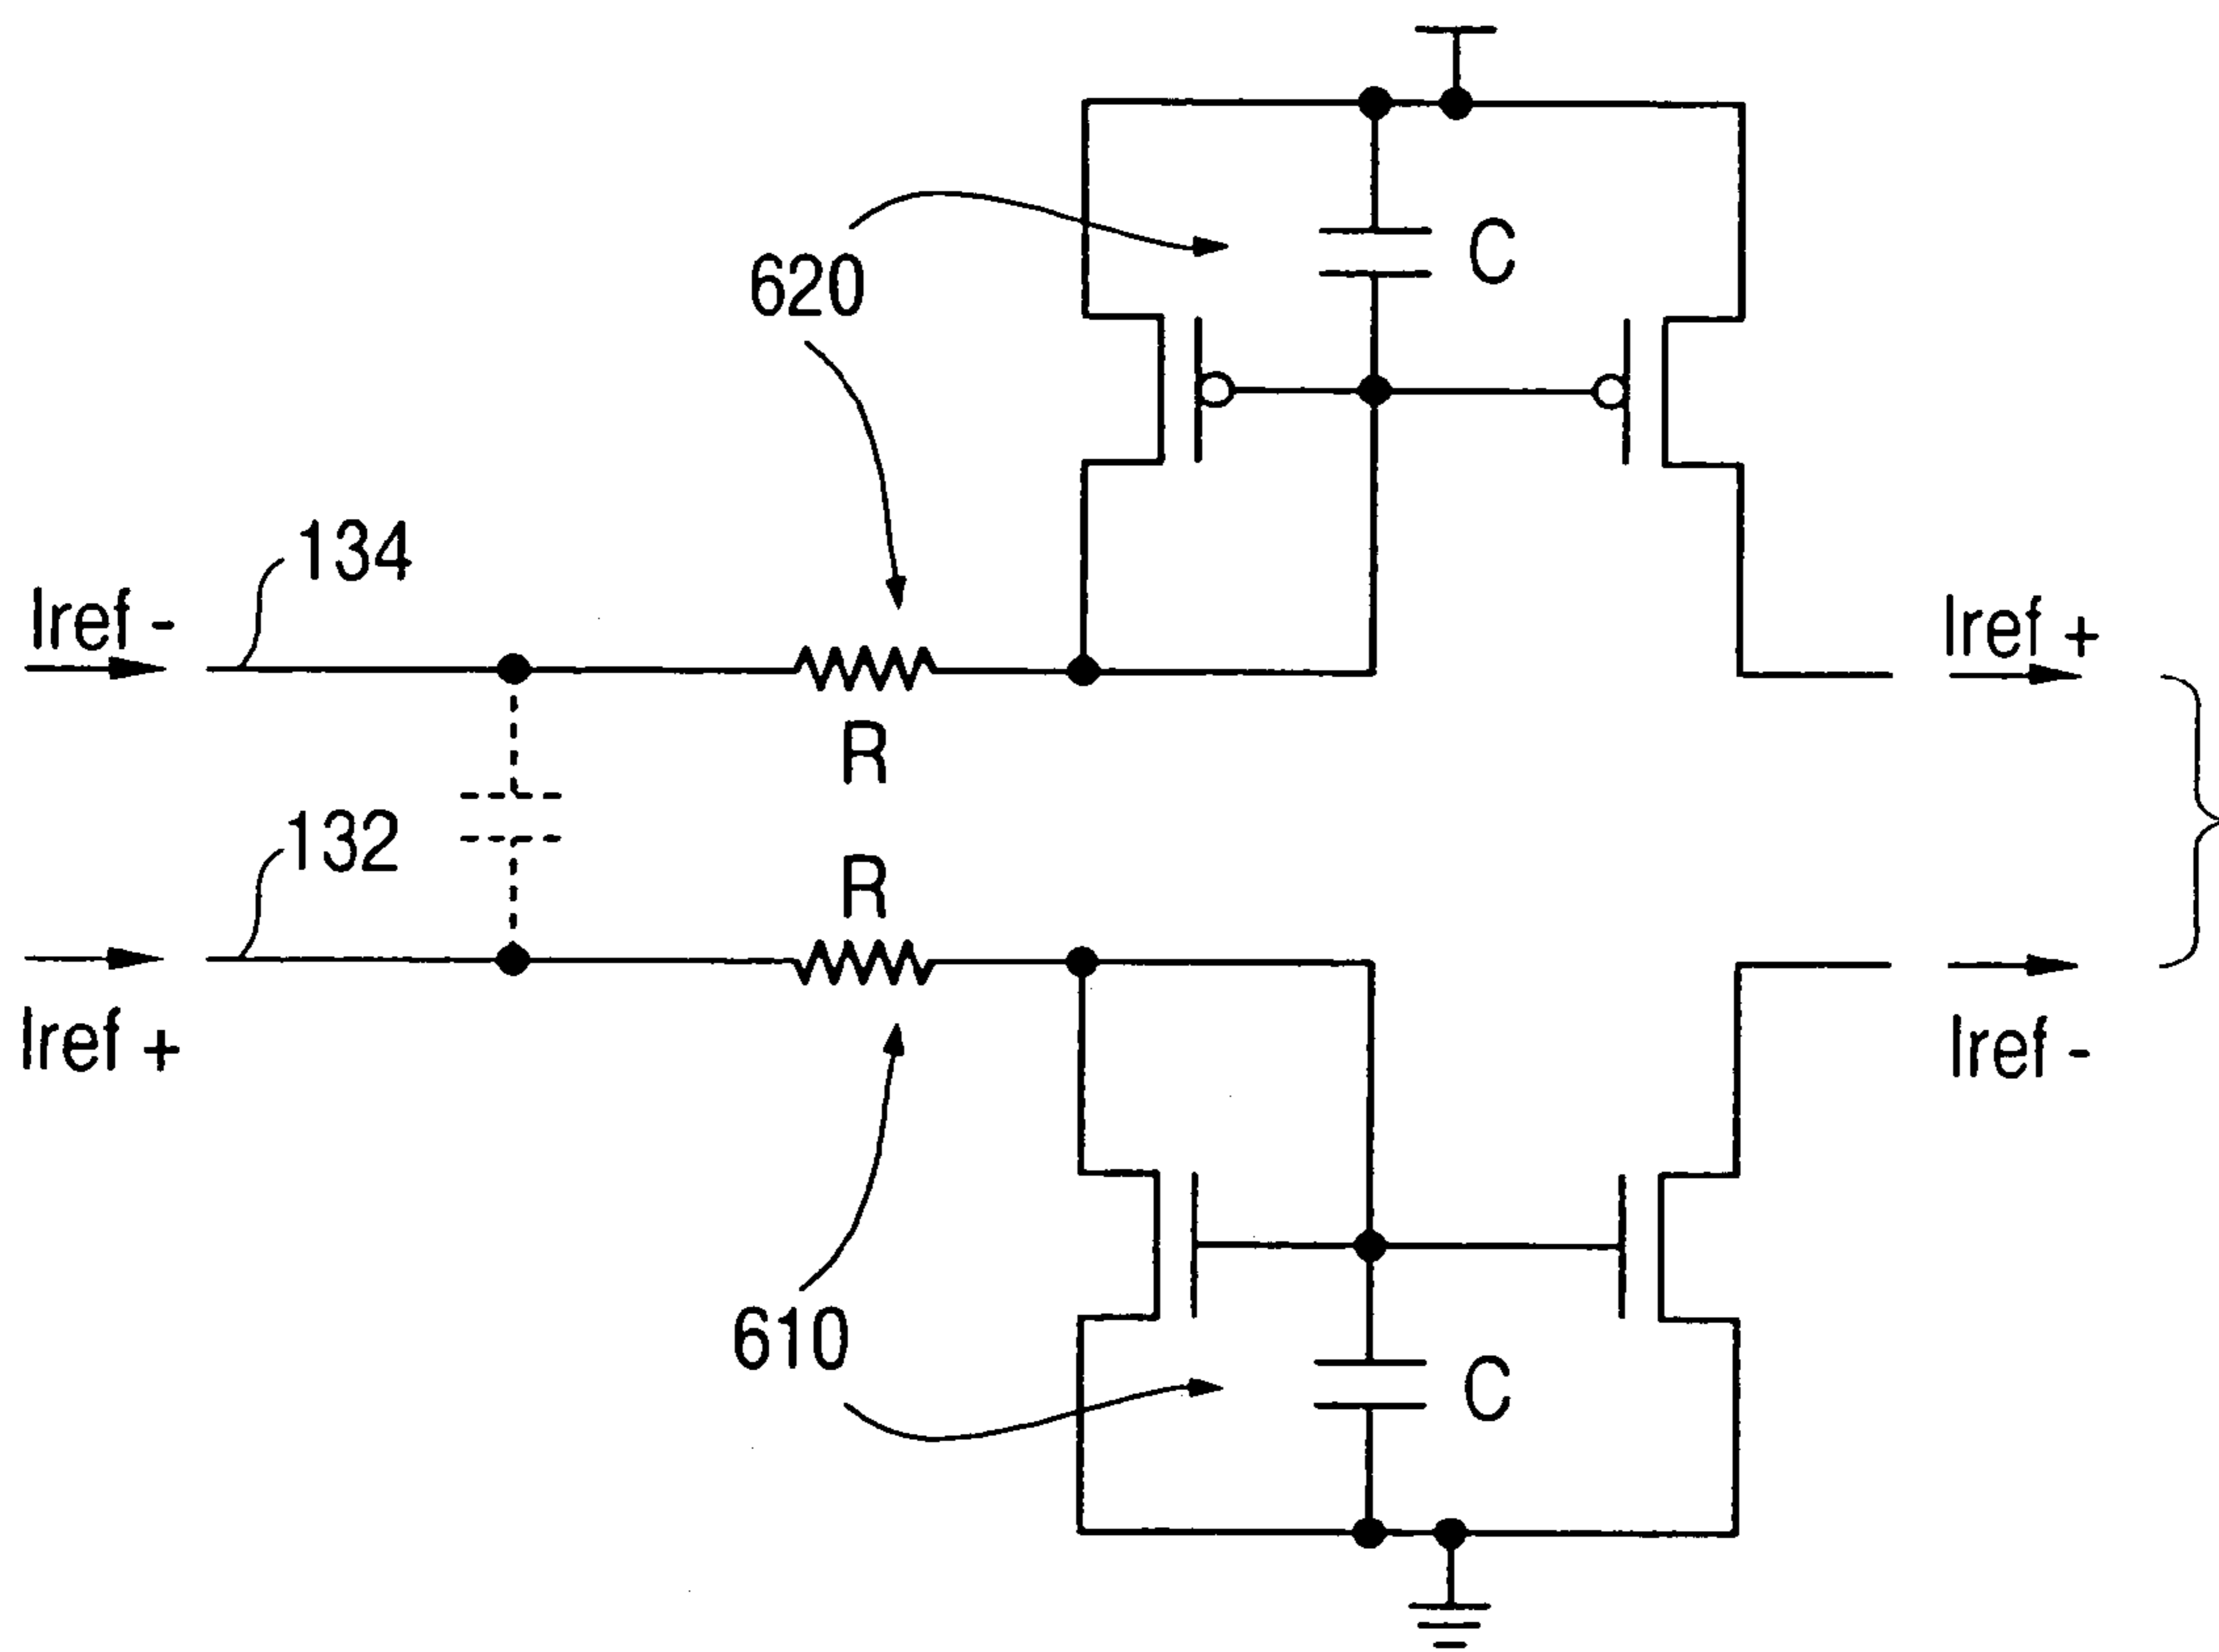 C
620
134
Iref -
Iref +
R
132
R
Iref +
Iref -
610
C